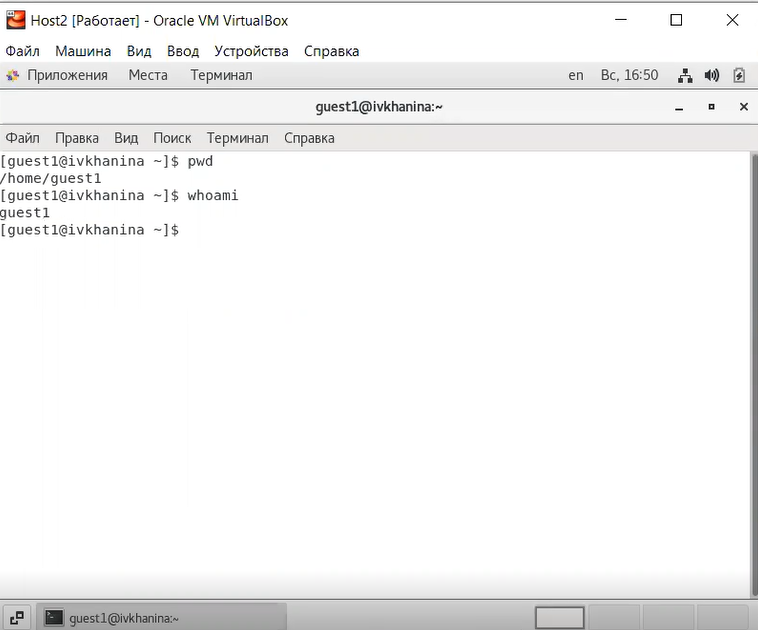 Host2 [Работает] - Oracle VM VirtualBox
Файл Машина Вид Ввод Устройства Справка
Приложения Места Терминал en Вс, 16:50
guest1@ivkhanina:~
Файл Правка Вид Поиск Терминал Справка
[guest1@ivkhanina ~]$ pwd
/home/guest1
[guest1@ivkhanina ~]$ whoami
guest1
[guest1@ivkhanina ~]$
guest1@ivkhanina:~